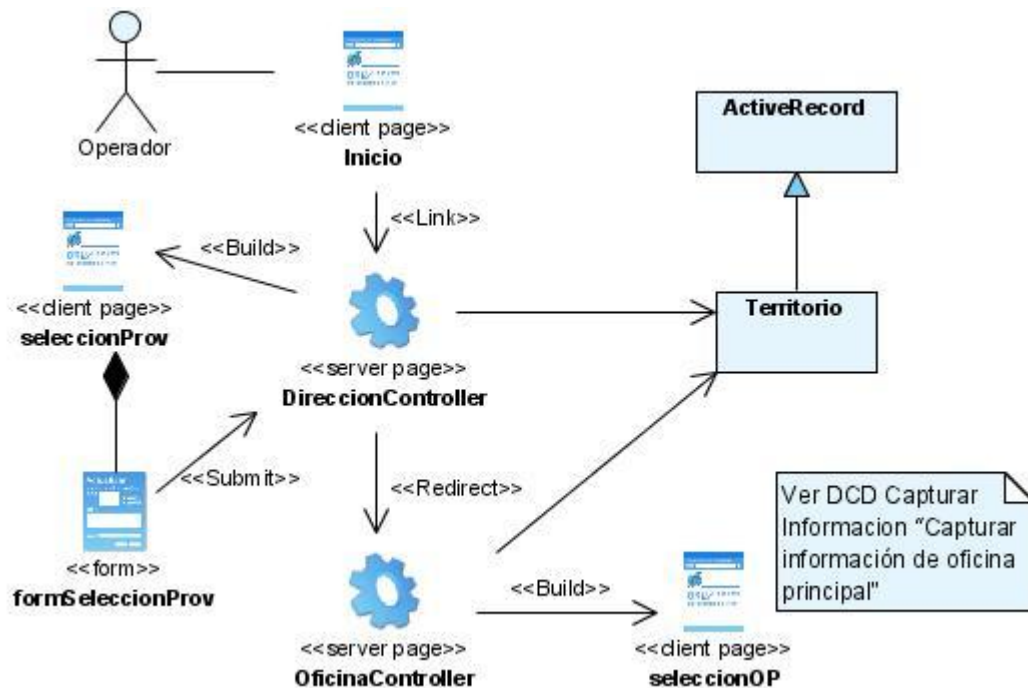 Operador
<<client page>>
Inicio
ActiveRecord
<<Link>>
<<Build>>
<<client page>>
seleccionProv
Territorio
<<server page>>
DireccionController
<<Submit>>
<<Redirect>>
<<form>>
formSeleccionProv
Ver DCD Capturar
Informacion “Capturar
información de oficina
principal"
<<Build>>
<<server page>>
OficinaController
<<client page>>
seleccionOP